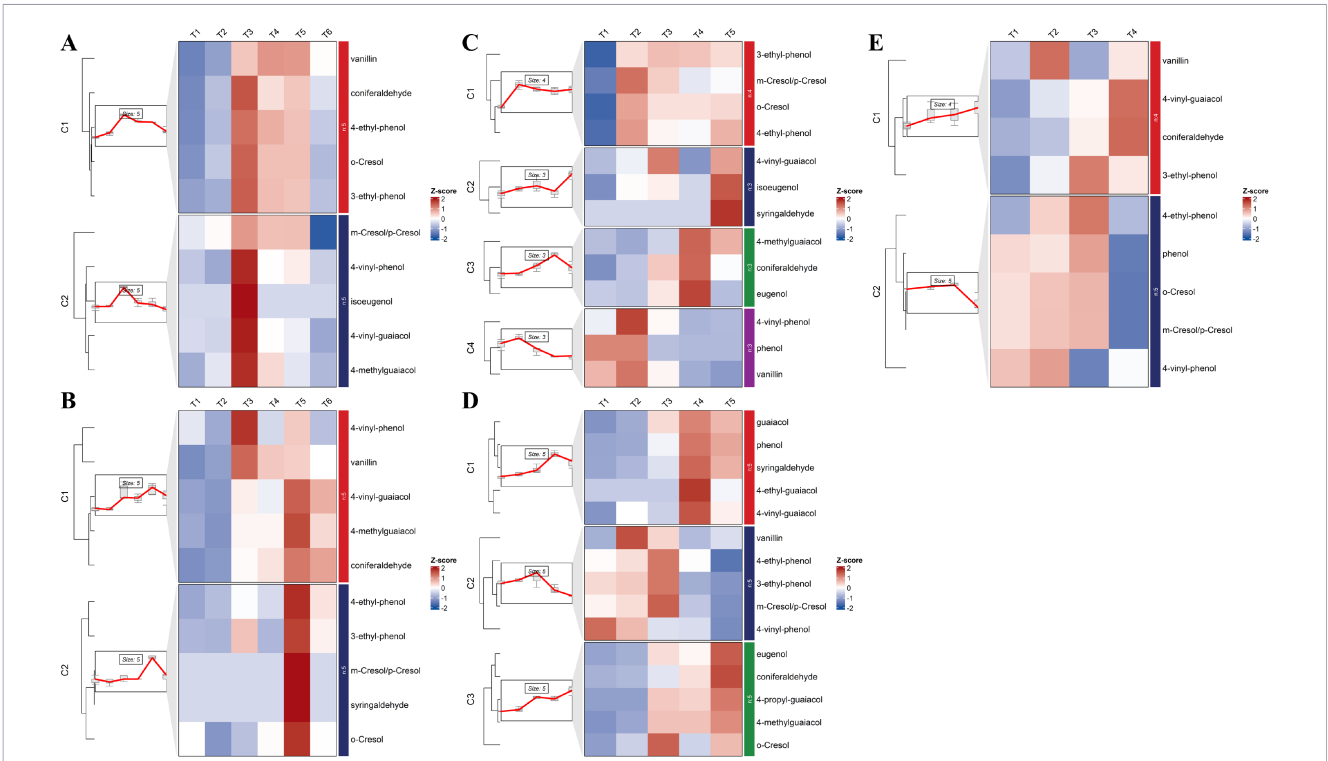 A
T1 T2 T3 T4 T5 T6
C1
Size: 5
vanillin
coniferaldehyde
4-ethyl-phenol
o-Cresol
3-ethyl-phenol
n:5
C2
Size: 5
m-Cresol/p-Cresol
4-vinyl-phenol
isoeugenol
4-vinyl-guaiacol
4-methylguaiacol
n:5
Z-score
2
1
0
-1
-2
B
T1 T2 T3 T4 T5 T6
C1
Size: 5
4-vinyl-phenol
vanillin
4-vinyl-guaiacol
4-methylguaiacol
coniferaldehyde
n:5
C2
Size: 5
4-ethyl-phenol
3-ethyl-phenol
m-Cresol/p-Cresol
syringaldehyde
o-Cresol
n:5
Z-score
2
1
0
-1
-2
C
T1 T2 T3 T4 T5
C1
Size: 4
3-ethyl-phenol
m-Cresol/p-Cresol
o-Cresol
4-ethyl-phenol
n:4
C2
Size: 3
4-vinyl-guaiacol
isoeugenol
syringaldehyde
n:3
C3
Size: 3
4-methylguaiacol
coniferaldehyde
eugenol
n:3
C4
Size: 3
4-vinyl-phenol
phenol
vanillin
n:3
Z-score
2
1
0
-1
-2
D
T1 T2 T3 T4 T5
C1
Size: 5
guaiacol
phenol
syringaldehyde
4-ethyl-guaiacol
4-vinyl-guaiacol
n:5
C2
Size: 5
vanillin
4-ethyl-phenol
3-ethyl-phenol
m-Cresol/p-Cresol
4-vinyl-phenol
n:5
C3
Size: 5
eugenol
coniferaldehyde
4-propyl-guaiacol
4-methylguaiacol
o-Cresol
n:5
Z-score
2
1
0
-1
-2
E
T1 T2 T3 T4
C1
Size: 4
vanillin
4-vinyl-guaiacol
coniferaldehyde
3-ethyl-phenol
n:4
C2
Size: 5
4-ethyl-phenol
phenol
o-Cresol
m-Cresol/p-Cresol
4-vinyl-phenol
n:5
Z-score
2
1
0
-1
-2